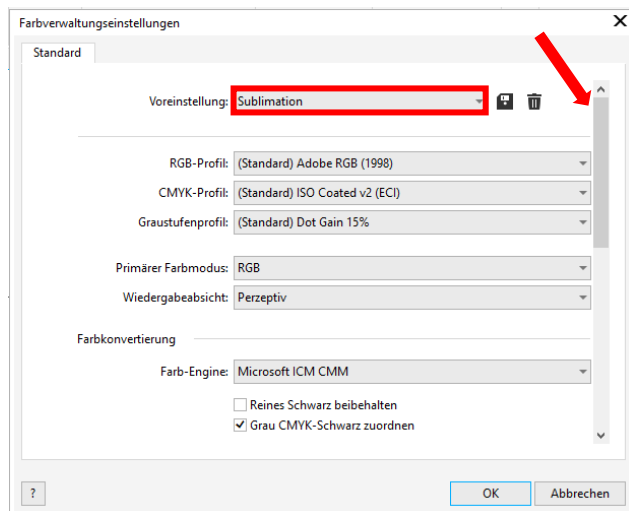 Farbverwaltungseinstellungen
Standard
Voreinstellung: Sublimation
RGB-Profil: (Standard) Adobe RGB (1998)
CMYK-Profil: (Standard) ISO Coated v2 (ECI)
Graustufenprofil: (Standard) Dot Gain 15%
Primärer Farbmodus: RGB
Wiedergabeabsicht: Perzeptiv
Farbkonvertierung
Farb-Engine: Microsoft ICM CMM
Reines Schwarz beibehalten
Grau CMYK-Schwarz zuordnen
? OK Abbrechen